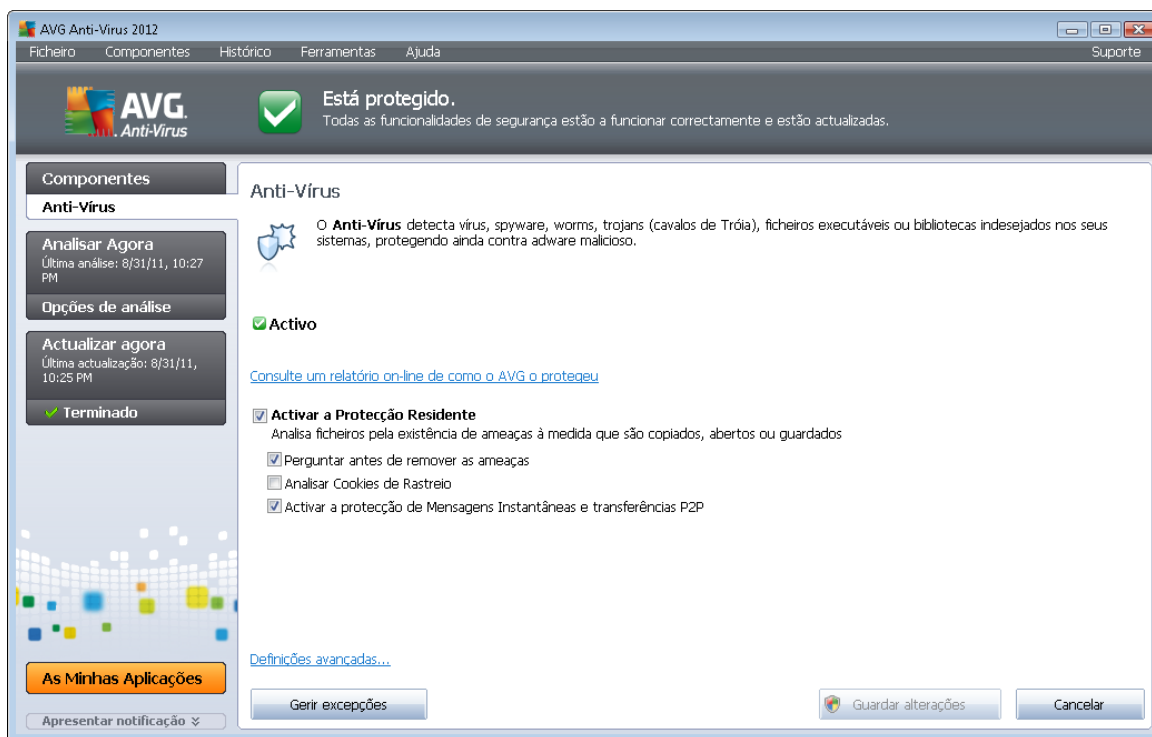 AVG Anti-Virus 2012
Ficheiro Componentes Histórico Ferramentas Ajuda Suporte
AVG.
Anti-Virus
Está protegido.
Todas as funcionalidades de segurança estão a funcionar correctamente e estão actualizadas.
Componentes
Anti-Vírus
Analisar Agora
Última análise: 8/31/11, 10:27
PM
Opções de análise
Actualizar agora
Última actualização: 8/31/11,
10:25 PM
Terminado
As Minhas Aplicações
Apresentar notificação
Anti-Vírus
O Anti-Vírus detecta vírus, spyware, worms, trojans (cavalos de Tróia), ficheiros executáveis ou bibliotecas indesejados nos seus
sistemas, protegendo ainda contra adware malicioso.
Activo
Consulte um relatório on-line de como o AVG o protegeu
Activar a Protecção Residente
Analisa ficheiros pela existência de ameaças à medida que são copiados, abertos ou guardados
Perguntar antes de remover as ameaças
Analisar Cookies de Rastreio
Activar a protecção de Mensagens Instantâneas e transferências P2P
Definições avançadas...
Gerir excepções
Guardar alterações
Cancelar